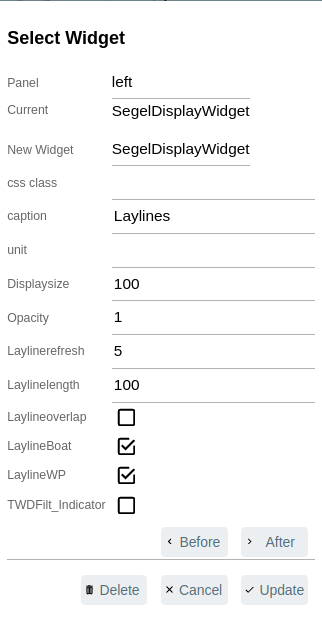 Select Widget
Panel left
Current SegelDisplayWidget
New Widget SegelDisplayWidget
css class
caption Laylines
unit
Displaysize 100
Opacity 1
Laylinerefresh 5
Laylinelength 100
Laylineoverlap
LaylineBoat
LaylineWP
TWDFilt_Indicator
Before After
Delete Cancel Update